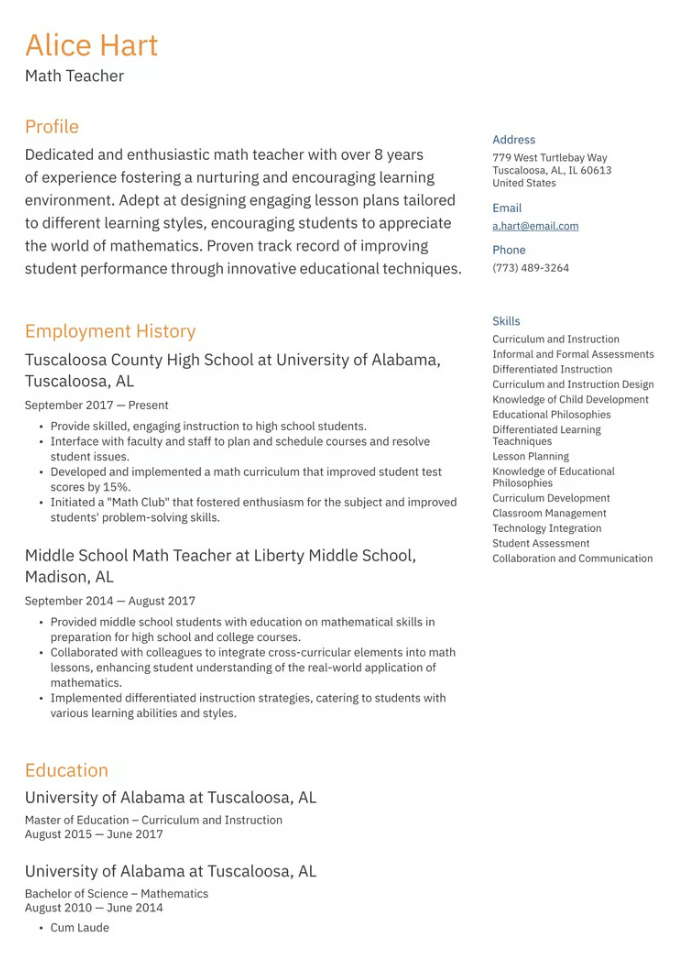 Alice Hart
Math Teacher
Profile
Dedicated and enthusiastic math teacher with over 8 years
of experience fostering a nurturing and encouraging learning
environment. Adept at designing engaging lesson plans tailored
to different learning styles, encouraging students to appreciate
the world of mathematics. Proven track record of improving
student performance through innovative educational techniques.
Employment History
Tuscaloosa County High School at University of Alabama,
Tuscaloosa, AL
September 2017 — Present
• Provide skilled, engaging instruction to high school students.
• Interface with faculty and staff to plan and schedule courses and resolve
student issues.
• Developed and implemented a math curriculum that improved student test
scores by 15%.
• Initiated a "Math Club" that fostered enthusiasm for the subject and improved
students' problem-solving skills.
Middle School Math Teacher at Liberty Middle School,
Madison, AL
September 2014 — August 2017
• Provided middle school students with education on mathematical skills in
preparation for high school and college courses.
• Collaborated with colleagues to integrate cross-curricular elements into math
lessons, enhancing student understanding of the real-world application of
mathematics.
• Implemented differentiated instruction strategies, catering to students with
various learning abilities and styles.
Education
University of Alabama at Tuscaloosa, AL
Master of Education – Curriculum and Instruction
August 2015 — June 2017
University of Alabama at Tuscaloosa, AL
Bachelor of Science – Mathematics
August 2010 — June 2014
• Cum Laude
Address
779 West Turtlebay Way
Tuscaloosa, AL, IL 60613
United States
Email
a.hart@email.com
Phone
(773) 489-3264
Skills
Curriculum and Instruction
Informal and Formal Assessments
Differentiated Instruction
Curriculum and Instruction Design
Knowledge of Child Development
Educational Philosophies
Differentiated Learning
Teachniques
Lesson Planning
Knowledge of Educational
Philosophies
Curriculum Development
Classroom Management
Technology Integration
Student Assessment
Collaboration and Communication